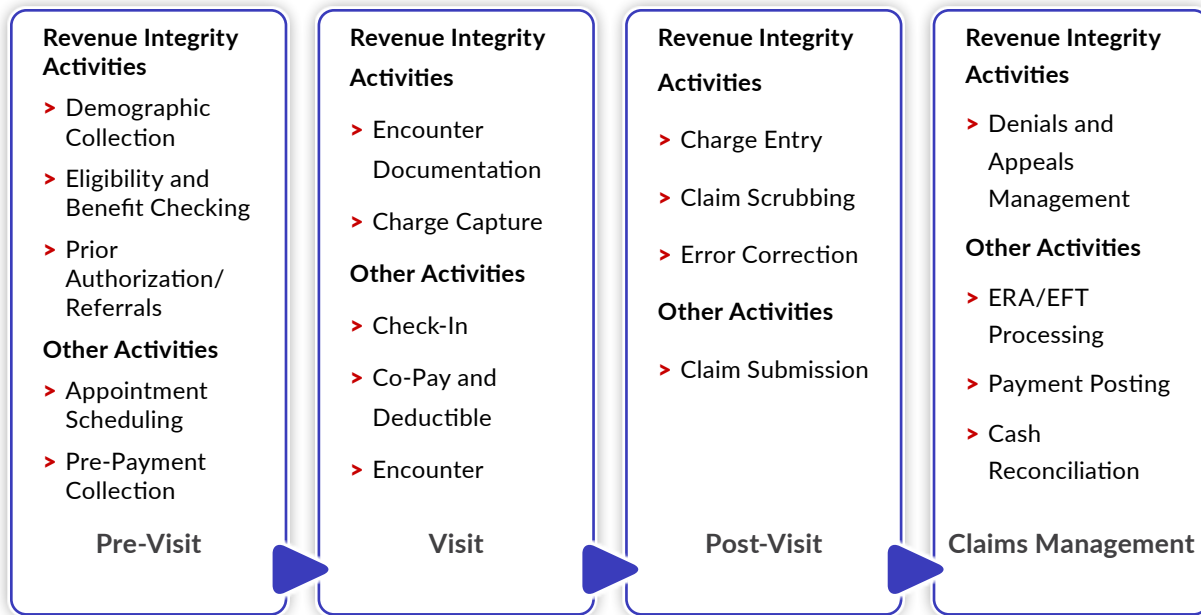 Revenue Integrity
Activities
> Demographic
Collection
> Eligibility and
Benefit Checking
> Prior
Authorization/
Referrals
Other Activities
> Appointment
Scheduling
> Pre-Payment
Collection
Pre-Visit
Revenue Integrity
Activities
> Encounter
Documentation
> Charge Capture
Other Activities
> Check-In
> Co-Pay and
Deductible
> Encounter
Visit
Revenue Integrity
Activities
> Charge Entry
> Claim Scrubbing
> Error Correction
Other Activities
> Claim Submission
Post-Visit
Revenue Integrity
Activities
> Denials and
Appeals
Management
Other Activities
> ERA/EFT
Processing
> Payment Posting
> Cash
Reconciliation
Claims Management